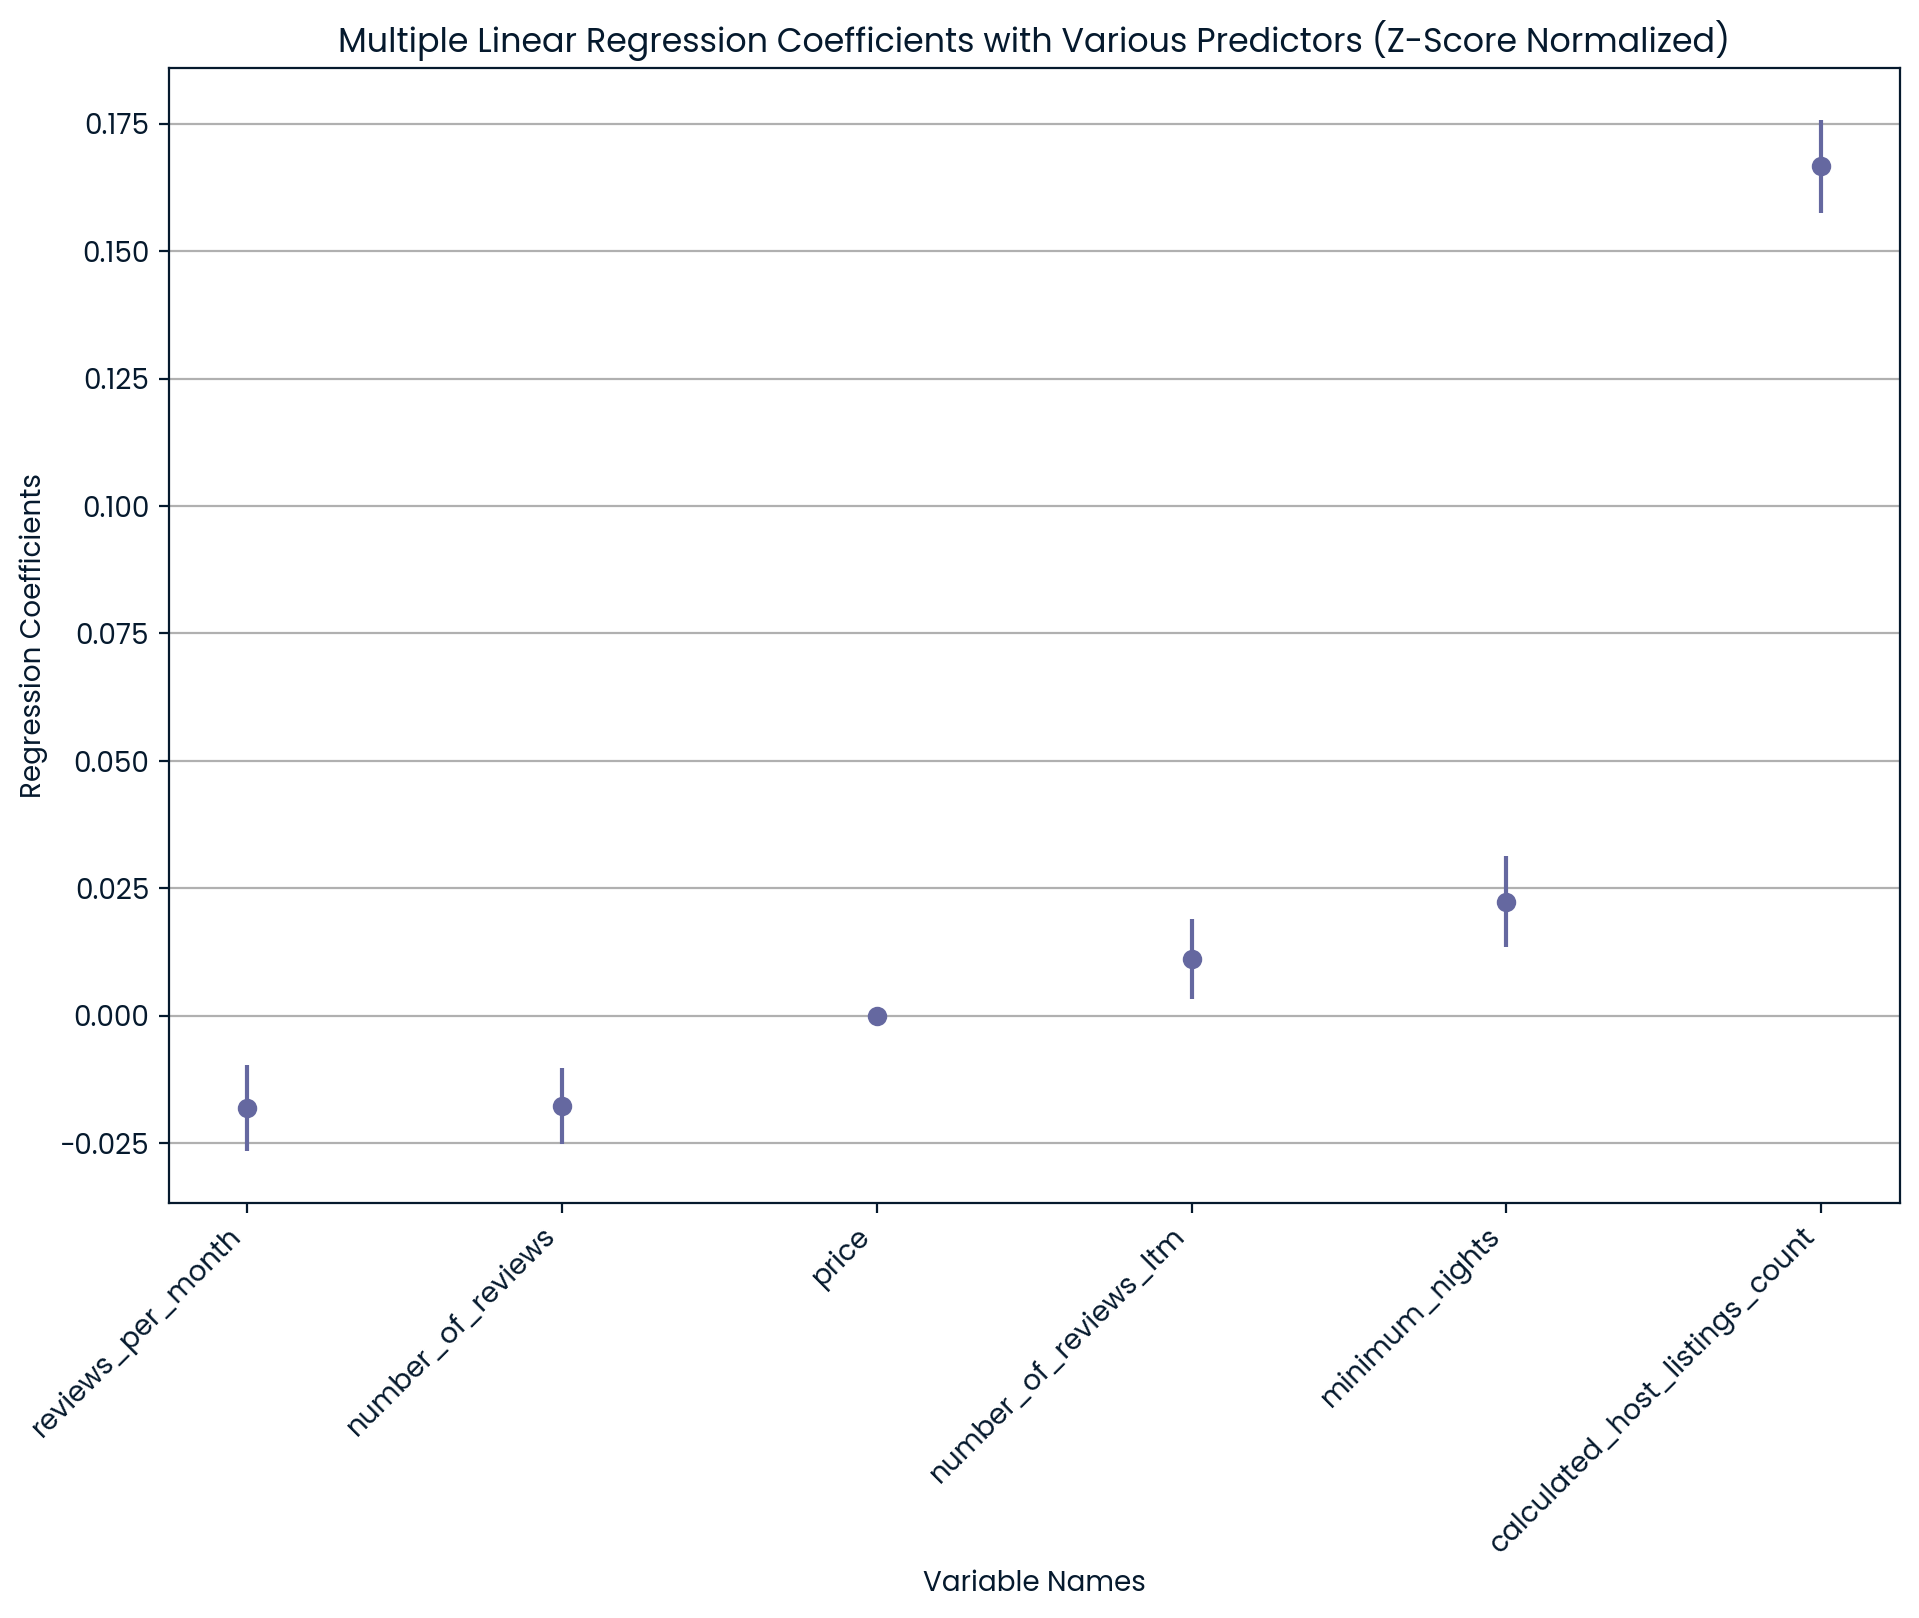 Multiple Linear Regression Coefficients with Various Predictors (Z-Score Normalized)
Regression Coefficients
0.175
0.150
0.125
0.100
0.075
0.050
0.025
0.000
−0.025
reviews_per_month
number_of_reviews
price
number_of_reviews_ltm
minimum_nights
calculated_host_listings_count
Variable Names